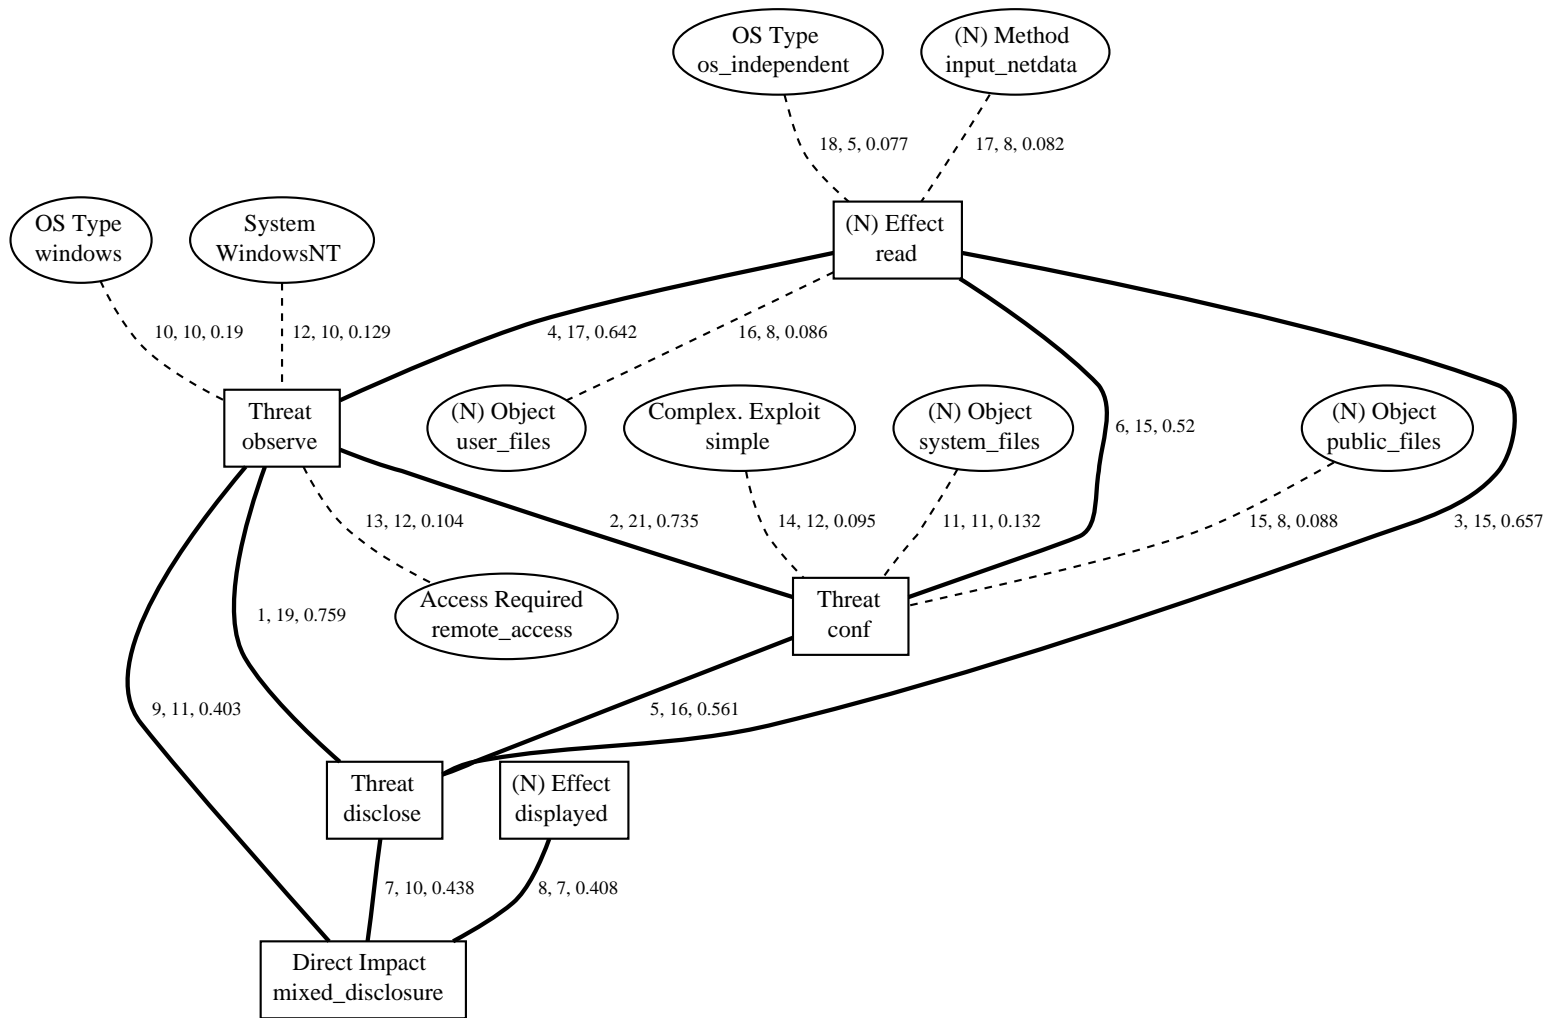 OS Type
os_independent
(N) Method
input_netdata
18, 5, 0.077
17, 8, 0.082
OS Type
windows
System
WindowsNT
(N) Effect
read
10, 10, 0.19
12, 10, 0.129
4, 17, 0.642
16, 8, 0.086
Threat
observe
(N) Object
user_files
Complex. Exploit
simple
(N) Object
system_files
6, 15, 0.52
(N) Object
public_files
13, 12, 0.104
2, 21, 0.735
14, 12, 0.095
11, 11, 0.132
15, 8, 0.088
3, 15, 0.657
1, 19, 0.759
Access Required
remote_access
Threat
conf
9, 11, 0.403
5, 16, 0.561
Threat
disclose
(N) Effect
displayed
7, 10, 0.438
8, 7, 0.408
Direct Impact
mixed_disclosure